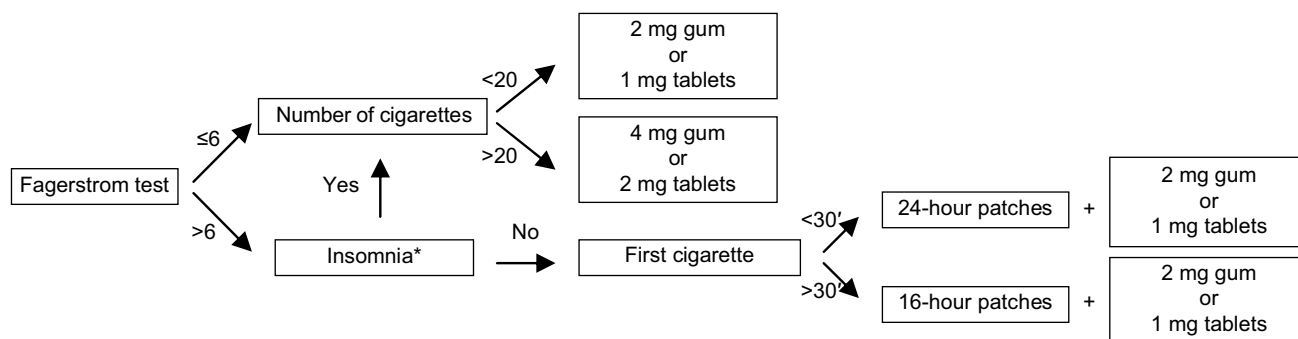 2 mg gum
or
1 mg tablets
<20
Number of cigarettes
≤6
>20
4 mg gum
or
2 mg tablets
Fagerstrom test
Yes
>6
Insomnia*
No
First cigarette
<30′
24-hour patches
+
2 mg gum
or
1 mg tablets
>30′
16-hour patches
+
2 mg gum
or
1 mg tablets